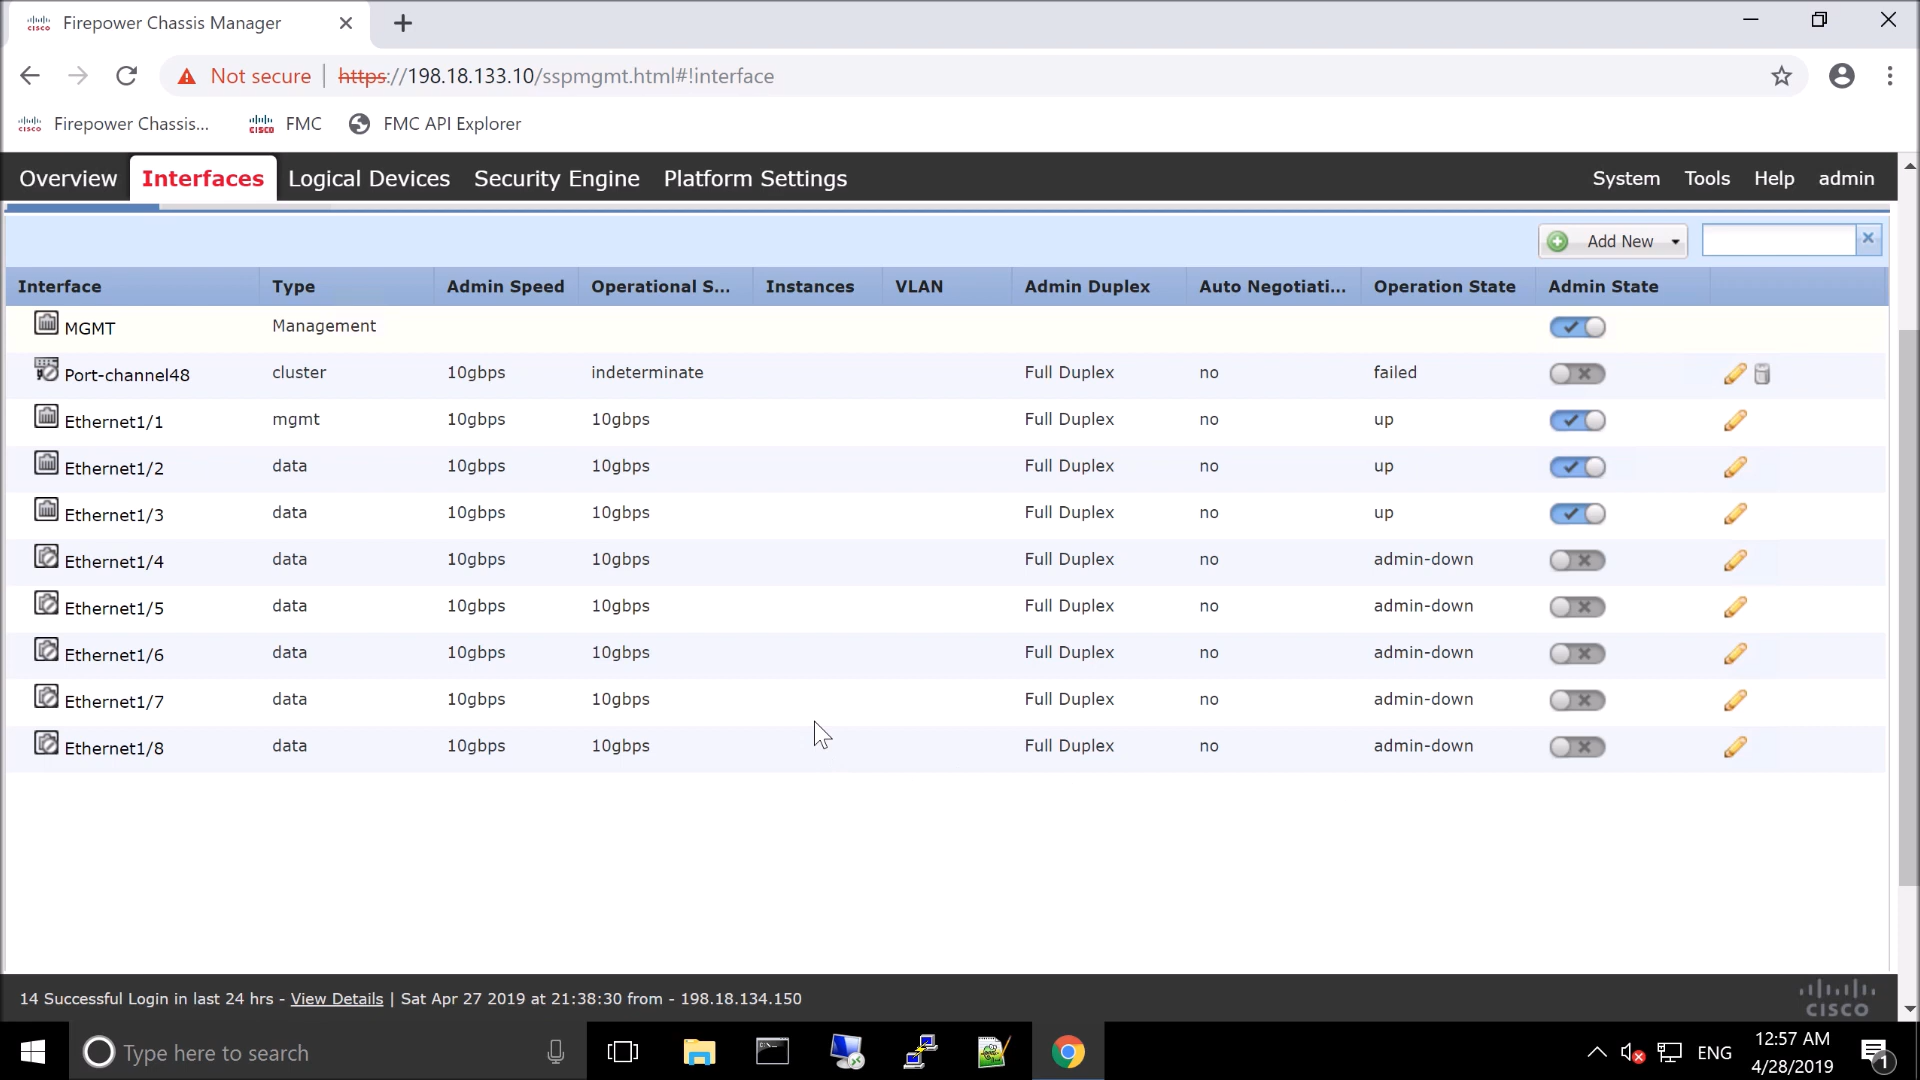 Firepower Chassis Manager
Not secure | https://198.18.133.10/sspmgmt.html#!interface
Firepower Chassis... FMC FMC API Explorer
Overview Interfaces Logical Devices Security Engine Platform Settings System Tools Help admin
Add New
Interface Type Admin Speed Operational S... Instances VLAN Admin Duplex Auto Negotiati... Operation State Admin State
MGMT Management
Port-channel48 cluster 10gbps indeterminate Full Duplex no failed
Ethernet1/1 mgmt 10gbps 10gbps Full Duplex no up
Ethernet1/2 data 10gbps 10gbps Full Duplex no up
Ethernet1/3 data 10gbps 10gbps Full Duplex no up
Ethernet1/4 data 10gbps 10gbps Full Duplex no admin-down
Ethernet1/5 data 10gbps 10gbps Full Duplex no admin-down
Ethernet1/6 data 10gbps 10gbps Full Duplex no admin-down
Ethernet1/7 data 10gbps 10gbps Full Duplex no admin-down
Ethernet1/8 data 10gbps 10gbps Full Duplex no admin-down
14 Successful Login in last 24 hrs - View Details | Sat Apr 27 2019 at 21:38:30 from - 198.18.134.150
CISCO
Type here to search
ENG
12:57 AM
4/28/2019
1